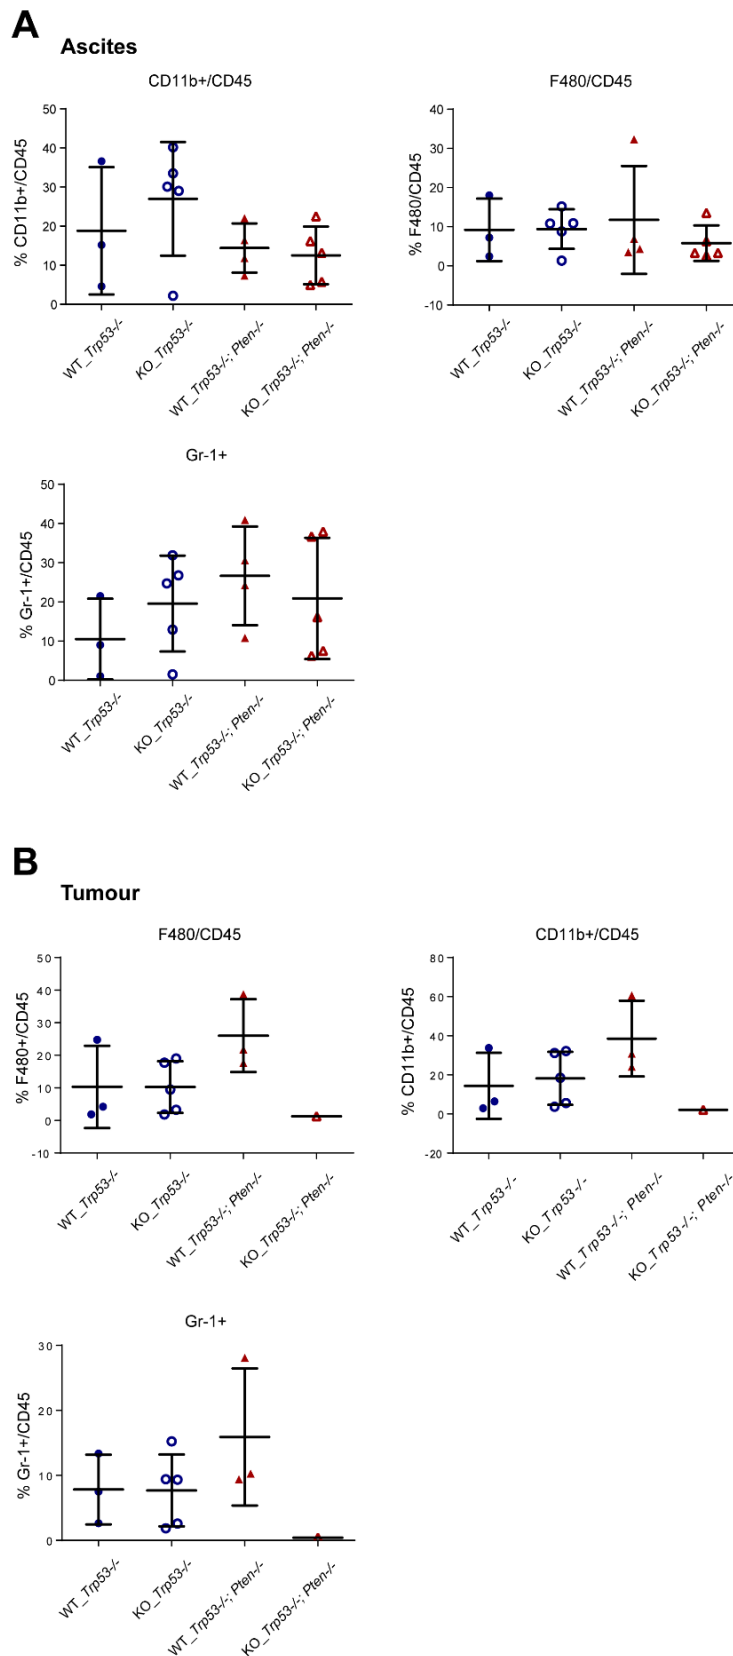 A
Ascites
CD11b+/CD45
% CD11b+/CD45
50
40
30
20
10
0
WT_Trp53-/-
KO_Trp53-/-
WT_Trp53-/-; Pten-/-
KO_Trp53-/-; Pten-/-
F480/CD45
% F480/CD45
40
30
20
10
0
-10
WT_Trp53-/-
KO_Trp53-/-
WT_Trp53-/-; Pten-/-
KO_Trp53-/-; Pten-/-
Gr-1+
% Gr-1+/CD45
50
40
30
20
10
0
WT_Trp53-/-
KO_Trp53-/-
WT_Trp53-/-; Pten-/-
KO_Trp53-/-; Pten-/-
B
Tumour
F480/CD45
% F480+/CD45
50
40
30
20
10
0
-10
WT_Trp53-/-
KO_Trp53-/-
WT_Trp53-/-; Pten-/-
KO_Trp53-/-; Pten-/-
CD11b+/CD45
% CD11b+/CD45
80
60
40
20
0
-20
WT_Trp53-/-
KO_Trp53-/-
WT_Trp53-/-; Pten-/-
KO_Trp53-/-; Pten-/-
Gr-1+
% Gr-1+/CD45
30
20
10
0
WT_Trp53-/-
KO_Trp53-/-
WT_Trp53-/-; Pten-/-
KO_Trp53-/-; Pten-/-